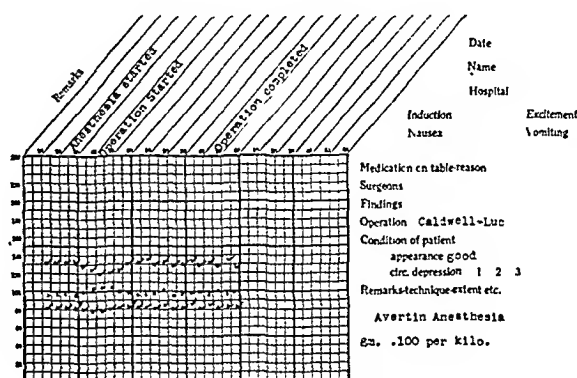 Remarks
Anesthesia started
Operation Started
Operation completed
Date
Name
Hospital
Induction Excitement
Nausea Vomiting
Medication on table-reason
Surgeons
Findings
Operation Caldwell-Luc
Condition of patient
appearance good
circ. depression 1 2 3
Remarks-technique-extent etc.
Avertin Anesthesia
gm. .100 per kilo.